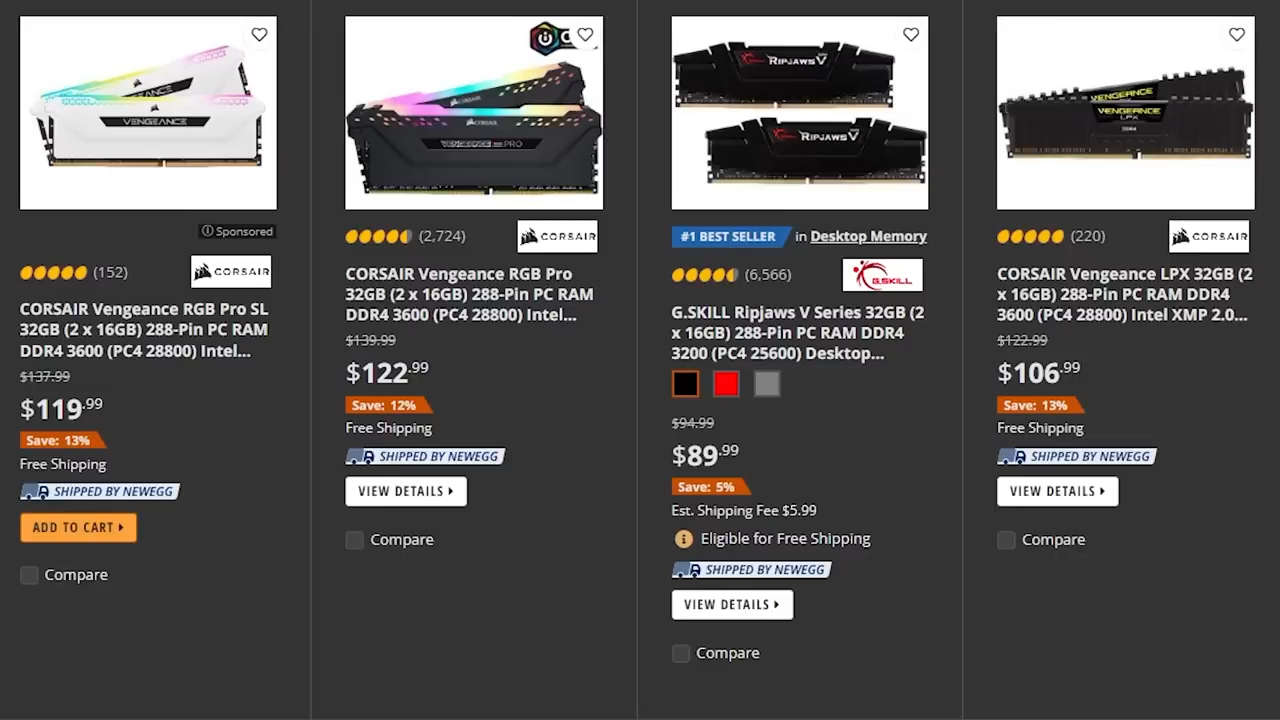 VENGEANCE
VENGEANCE
Sponsored
(152)
CORSAIR
CORSAIR Vengeance RGB Pro SL
32GB (2 x 16GB) 288-Pin PC RAM
DDR4 3600 (PC4 28800) Intel...
$137.99
$119.99
Save: 13%
Free Shipping
SHIPPED BY NEWEGG
ADD TO CART
Compare
CORSAIR
CORSAIR
VENGEANCE RGB PRO
(2,724)
CORSAIR
CORSAIR Vengeance RGB Pro
32GB (2 x 16GB) 288-Pin PC RAM
DDR4 3600 (PC4 28800) Intel...
$139.99
$122.99
Save: 12%
Free Shipping
SHIPPED BY NEWEGG
VIEW DETAILS
Compare
RIPJAWS V
RIPJAWS V
#1 BEST SELLER in Desktop Memory
(6,566)
G.SKILL
G.SKILL Ripjaws V Series 32GB (2
x 16GB) 288-Pin PC RAM DDR4
3200 (PC4 25600) Desktop...
$94.99
$89.99
Save: 5%
Est. Shipping Fee $5.99
Eligible for Free Shipping
SHIPPED BY NEWEGG
VIEW DETAILS
Compare
VENGEANCE
VENGEANCE
LPX
DDR4
(220)
CORSAIR
CORSAIR Vengeance LPX 32GB (2
x 16GB) 288-Pin PC RAM DDR4
3600 (PC4 28800) Intel XMP 2.0...
$122.99
$106.99
Save: 13%
Free Shipping
SHIPPED BY NEWEGG
VIEW DETAILS
Compare